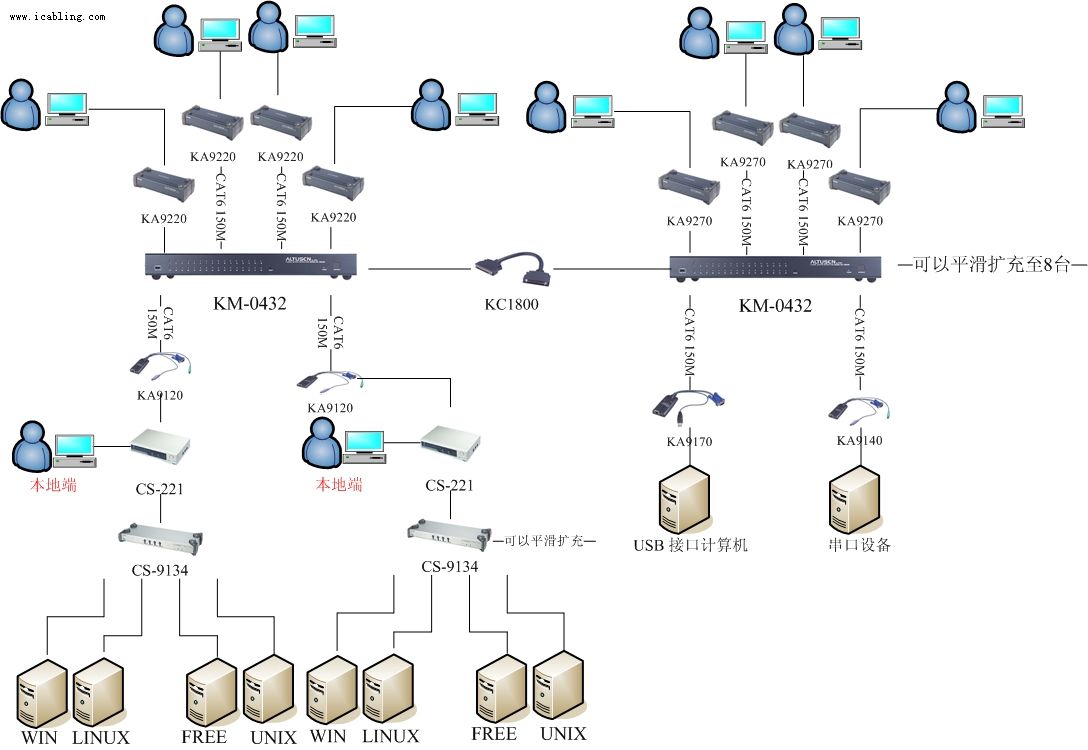 www.icabling.com
KA9220
KA9220
KA9220
KA9220
CAT6 150M
CAT6 150M
KA9270
KA9270
KA9270
KA9270
CAT6 150M
CAT6 150M
ALTUSEN
ALTUSEN
KM-0432
KC1800
KM-0432
可以平滑扩充至8台
CAT6 150M
CAT6 150M
CAT6 150M
CAT6 150M
KA9120
KA9120
KA9170
KA9140
本地端
CS-221
本地端
CS-221
USB 接口计算机
串口设备
CS-9134
CS-9134
可以平滑扩充
WIN
LINUX
FREE
UNIX
WIN
LINUX
FREE
UNIX